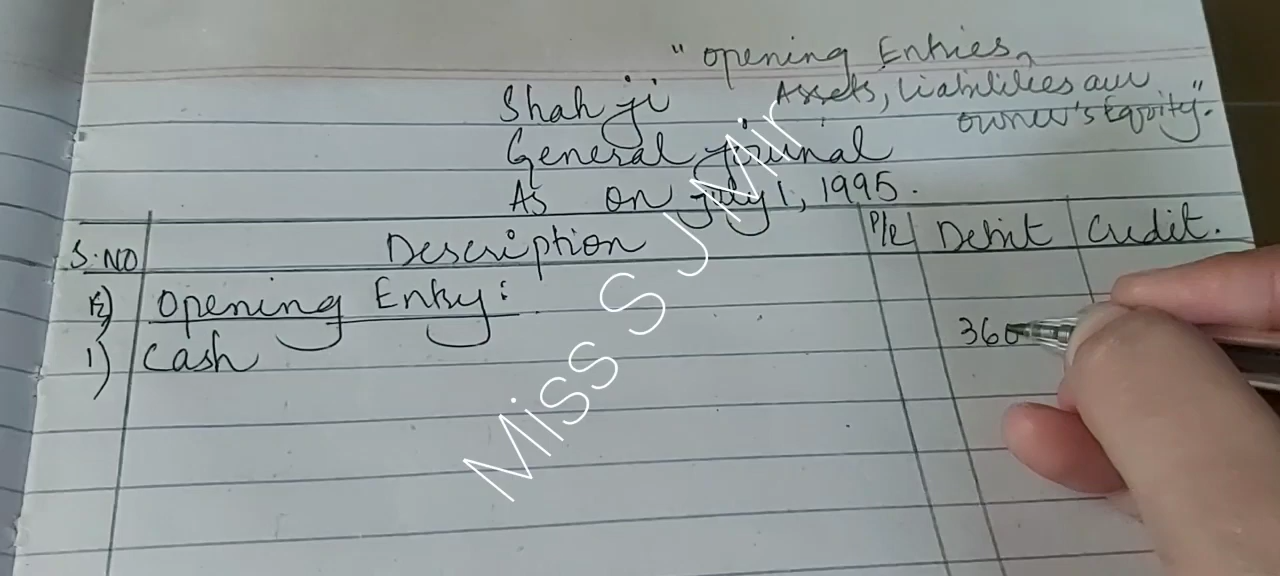 "Opening Entries,
Assets, Liabilities and
owner's Equity."
Shah ji
General Journal
As on July 1, 1995.
S.NO Description P/R Debit Credit.
Opening Entry:
1) Cash 360
Miss S J Mir